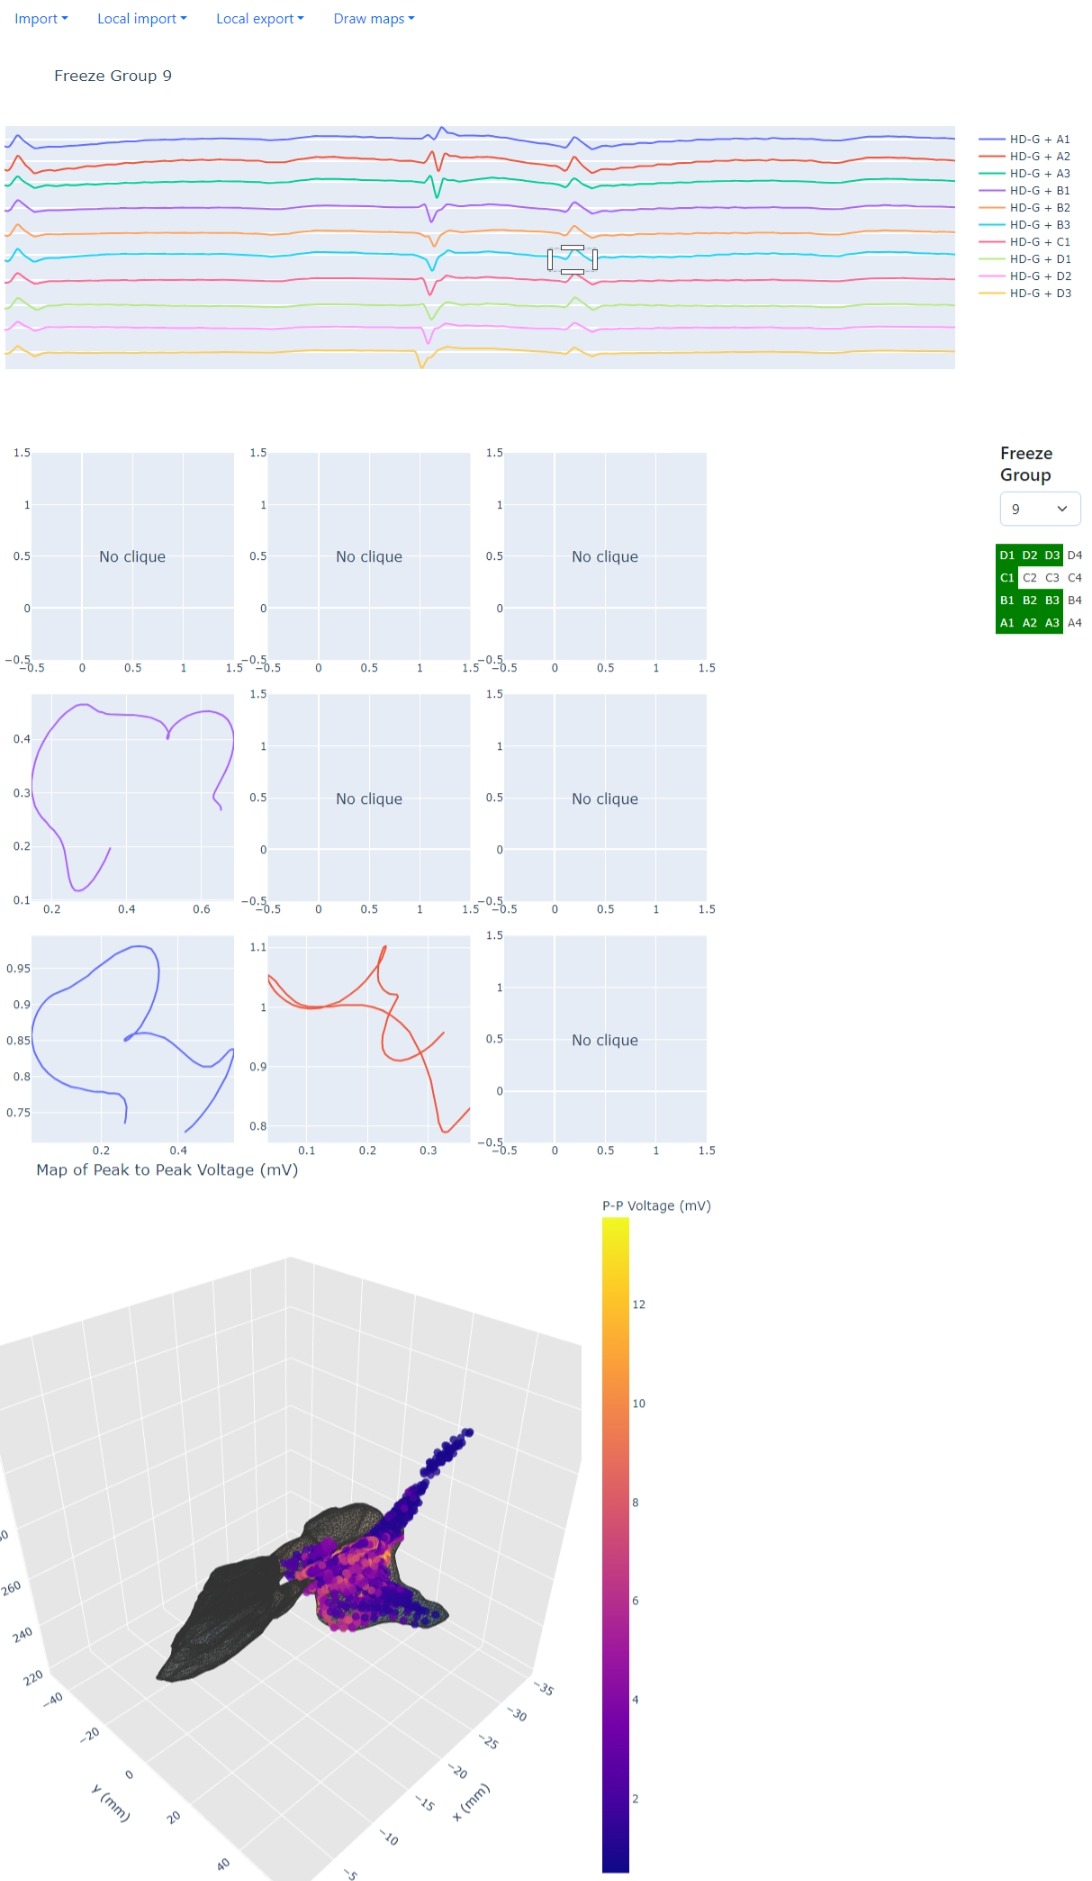 Import Local import Local export Draw maps
Freeze Group 9
HD-G + A1
HD-G + A2
HD-G + A3
HD-G + B1
HD-G + B2
HD-G + B3
HD-G + C1
HD-G + D1
HD-G + D2
HD-G + D3
Freeze
Group
9
D1 D2 D3 D4
C1 C2 C3 C4
B1 B2 B3 B4
A1 A2 A3 A4
1.5 1.5 1.5
1 1 1
No clique No clique No clique
0.5 0.5 0.5
0 0 0
−0.5 −0.5 −0.5
−0.5 0 0.5 1 1.5 −0.5 0 0.5 1 1.5 −0.5 0 0.5 1 1.5
1.5 1.5
0.4 1 1
0.3 0.5 No clique 0.5 No clique
0.2 0 0
0.1 −0.5 −0.5
0.2 0.4 0.6 −0.5 0 0.5 1 1.5 −0.5 0 0.5 1 1.5
1.5
0.95 1.1
0.9 1 1
0.85 0.5 No clique
0.8 0.9 0
0.75 0.8 −0.5
0.2 0.4 0.1 0.2 0.3 −0.5 0 0.5 1 1.5
Map of Peak to Peak Voltage (mV)
P-P Voltage (mV)
12
10
8
6
4
2
260
240
220
−40
−20
0
20
40
y (mm)
−35
−30
−25
−20
−15
−10
−5
x (mm)